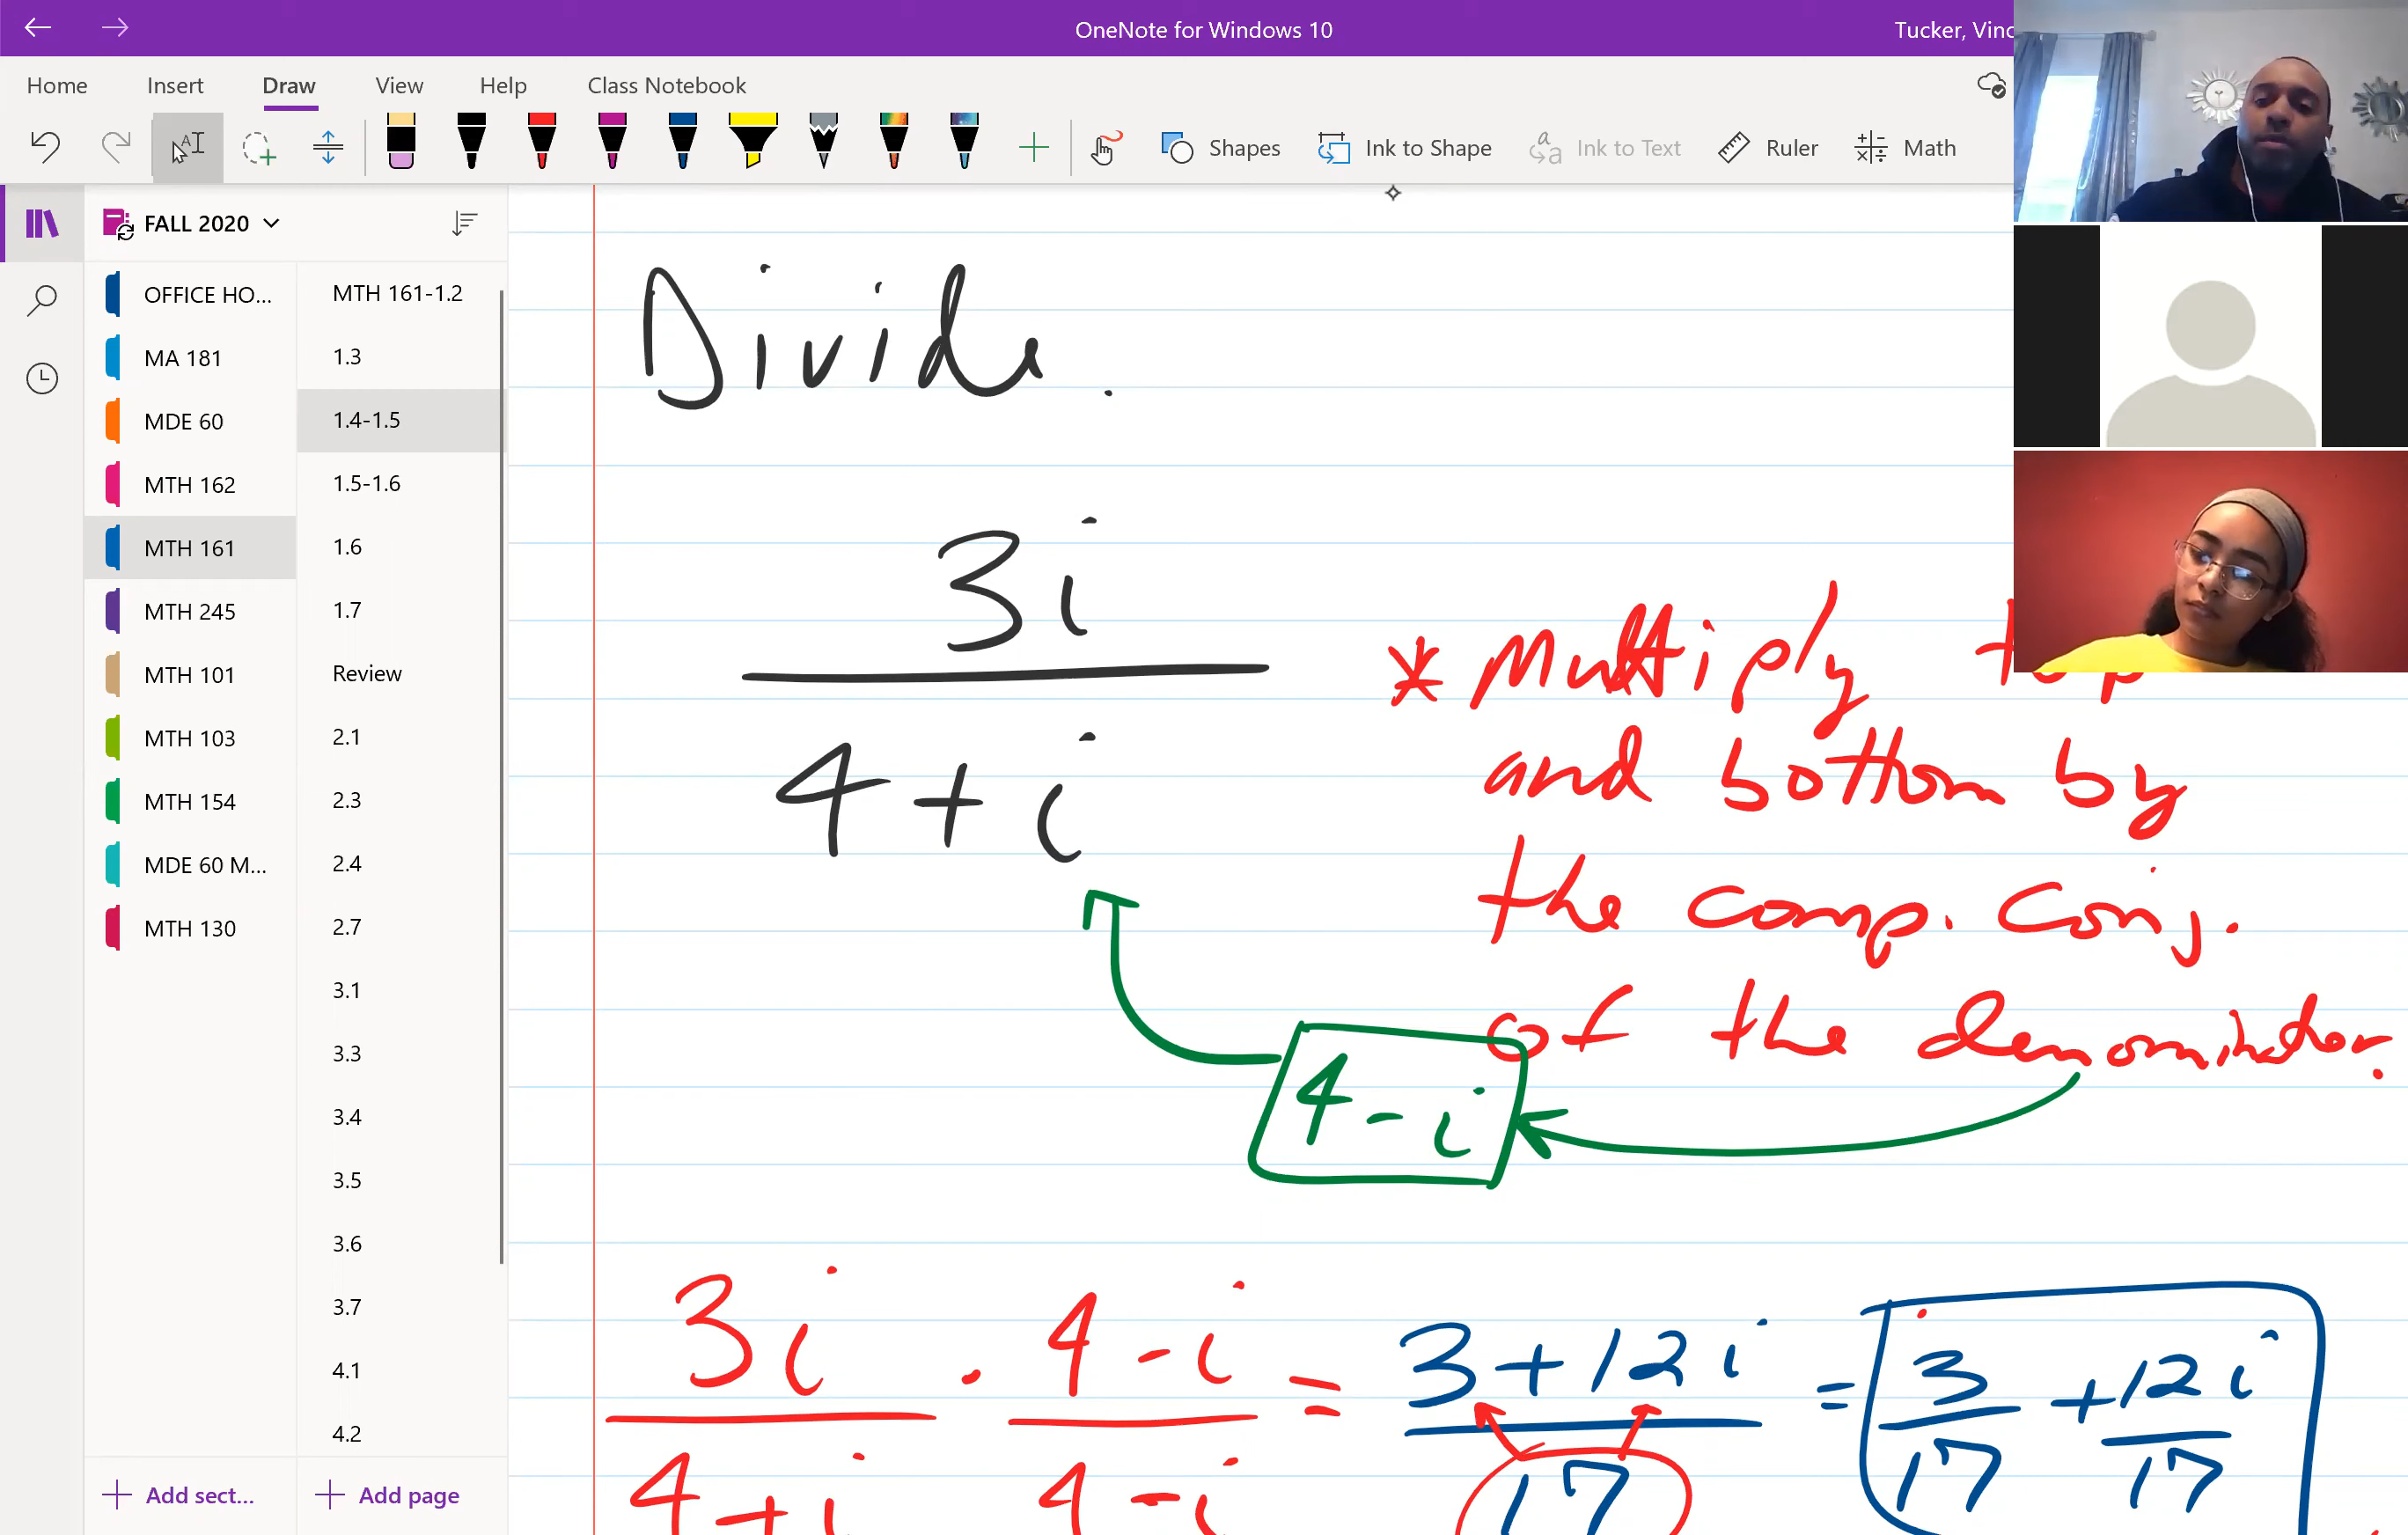 OneNote for Windows 10
Tucker, Vinc
Home Insert Draw View Help Class Notebook
Shapes Ink to Shape Ink to Text Ruler Math
FALL 2020
OFFICE HO...
MA 181
MDE 60
MTH 162
MTH 161
MTH 245
MTH 101
MTH 103
MTH 154
MDE 60 M...
MTH 130
Add sect...
MTH 161-1.2
1.3
1.4-1.5
1.5-1.6
1.6
1.7
Review
2.1
2.3
2.4
2.7
3.1
3.3
3.4
3.5
3.6
3.7
4.1
4.2
Add page
Divide.
3i
4+i
* Multiply top
and bottom by
the comp. conj.
of the denominator.
4-i
3i/4+i · 4-i/4-i = 3+12i/17 = 3/17 + 12i/17